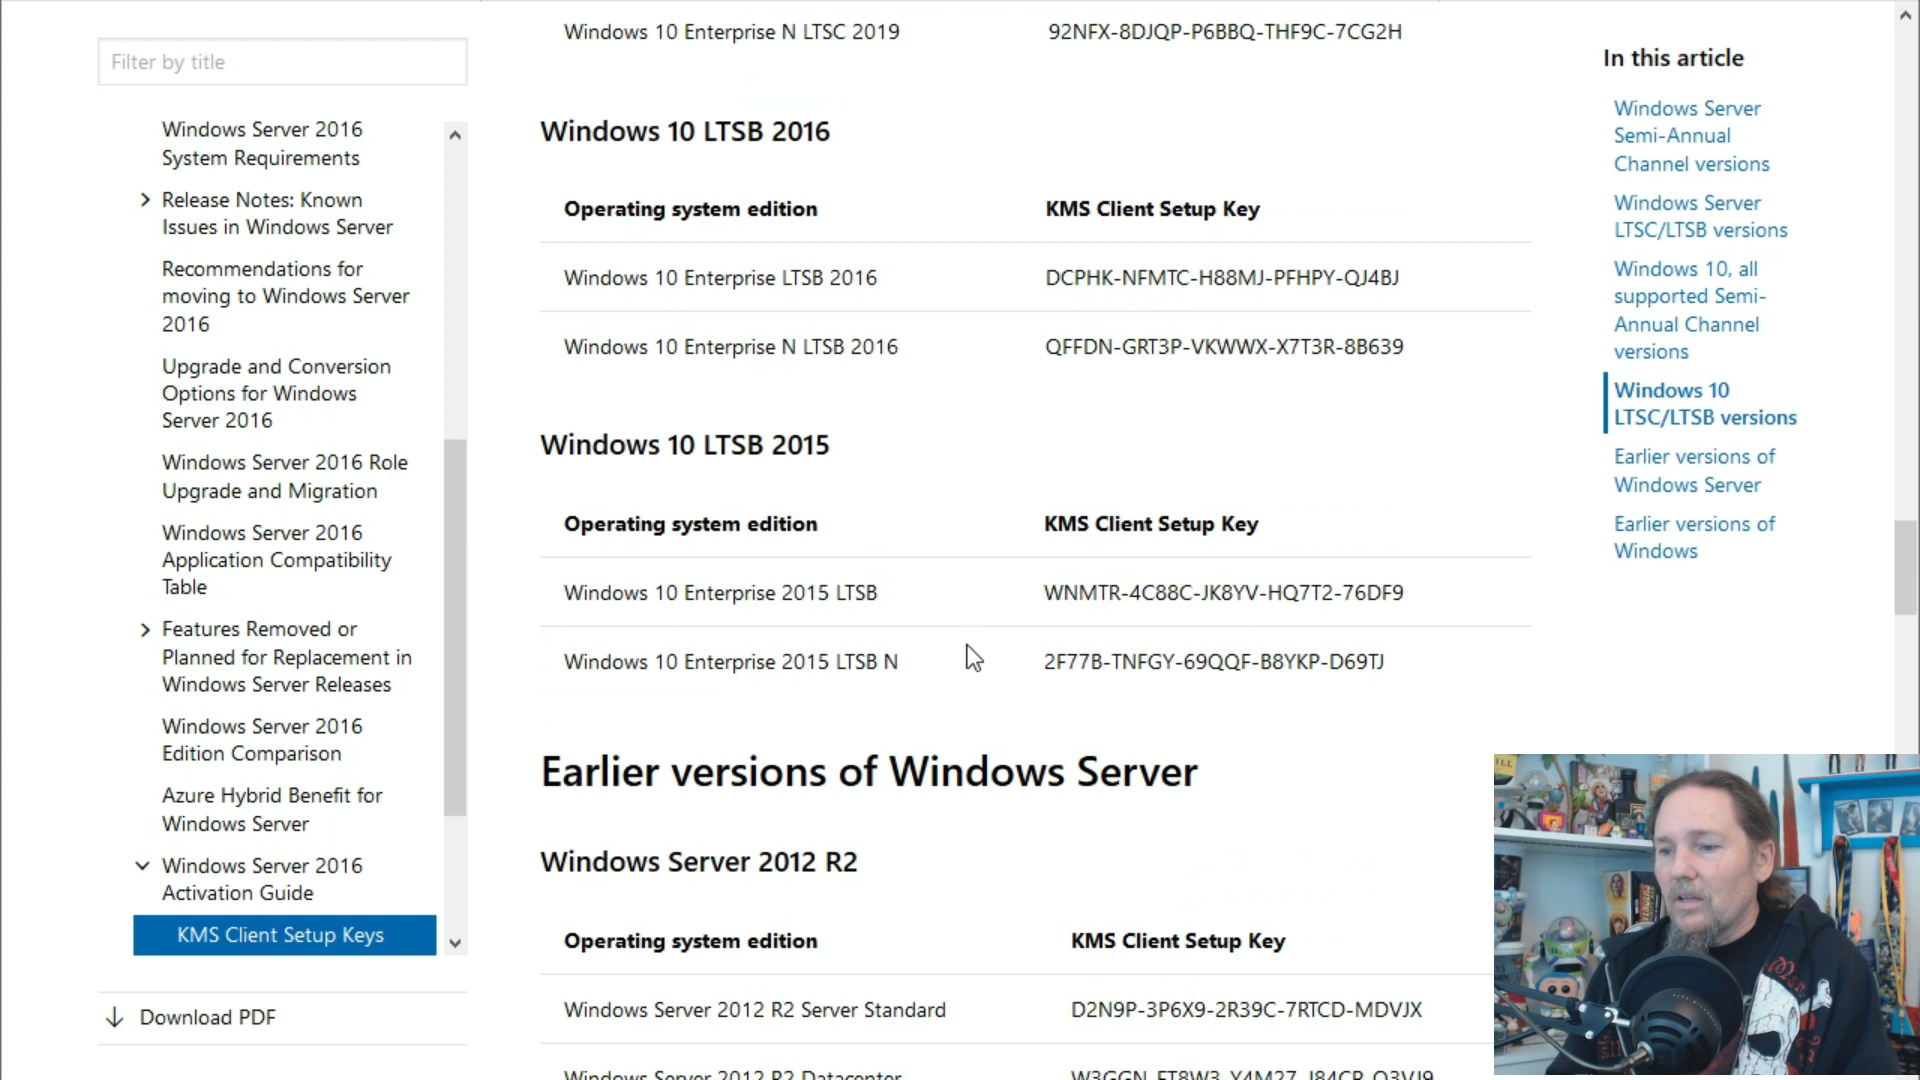 Filter by title
Windows Server 2016
System Requirements
Release Notes: Known
Issues in Windows Server
Recommendations for
moving to Windows Server
2016
Upgrade and Conversion
Options for Windows
Server 2016
Windows Server 2016 Role
Upgrade and Migration
Windows Server 2016
Application Compatibility
Table
Features Removed or
Planned for Replacement in
Windows Server Releases
Windows Server 2016
Edition Comparison
Azure Hybrid Benefit for
Windows Server
Windows Server 2016
Activation Guide
KMS Client Setup Keys
Download PDF
Windows 10 Enterprise N LTSC 2019 92NFX-8DJQP-P6BBQ-THF9C-7CG2H
Windows 10 LTSB 2016
Operating system edition KMS Client Setup Key
Windows 10 Enterprise LTSB 2016 DCPHK-NFMTC-H88MJ-PFHPY-QJ4BJ
Windows 10 Enterprise N LTSB 2016 QFFDN-GRT3P-VKWWX-X7T3R-8B639
Windows 10 LTSB 2015
Operating system edition KMS Client Setup Key
Windows 10 Enterprise 2015 LTSB WNMTR-4C88C-JK8YV-HQ7T2-76DF9
Windows 10 Enterprise 2015 LTSB N 2F77B-TNFGY-69QQF-B8YKP-D69TJ
Earlier versions of Windows Server
Windows Server 2012 R2
Operating system edition KMS Client Setup Key
Windows Server 2012 R2 Server Standard D2N9P-3P6X9-2R39C-7RTCD-MDVJX
Windows Server 2012 R2 Datacenter W3GGN-FT8W3-Y4M27-J84CP-Q3VJ9
In this article
Windows Server
Semi-Annual
Channel versions
Windows Server
LTSC/LTSB versions
Windows 10, all
supported Semi-
Annual Channel
versions
Windows 10
LTSC/LTSB versions
Earlier versions of
Windows Server
Earlier versions of
Windows